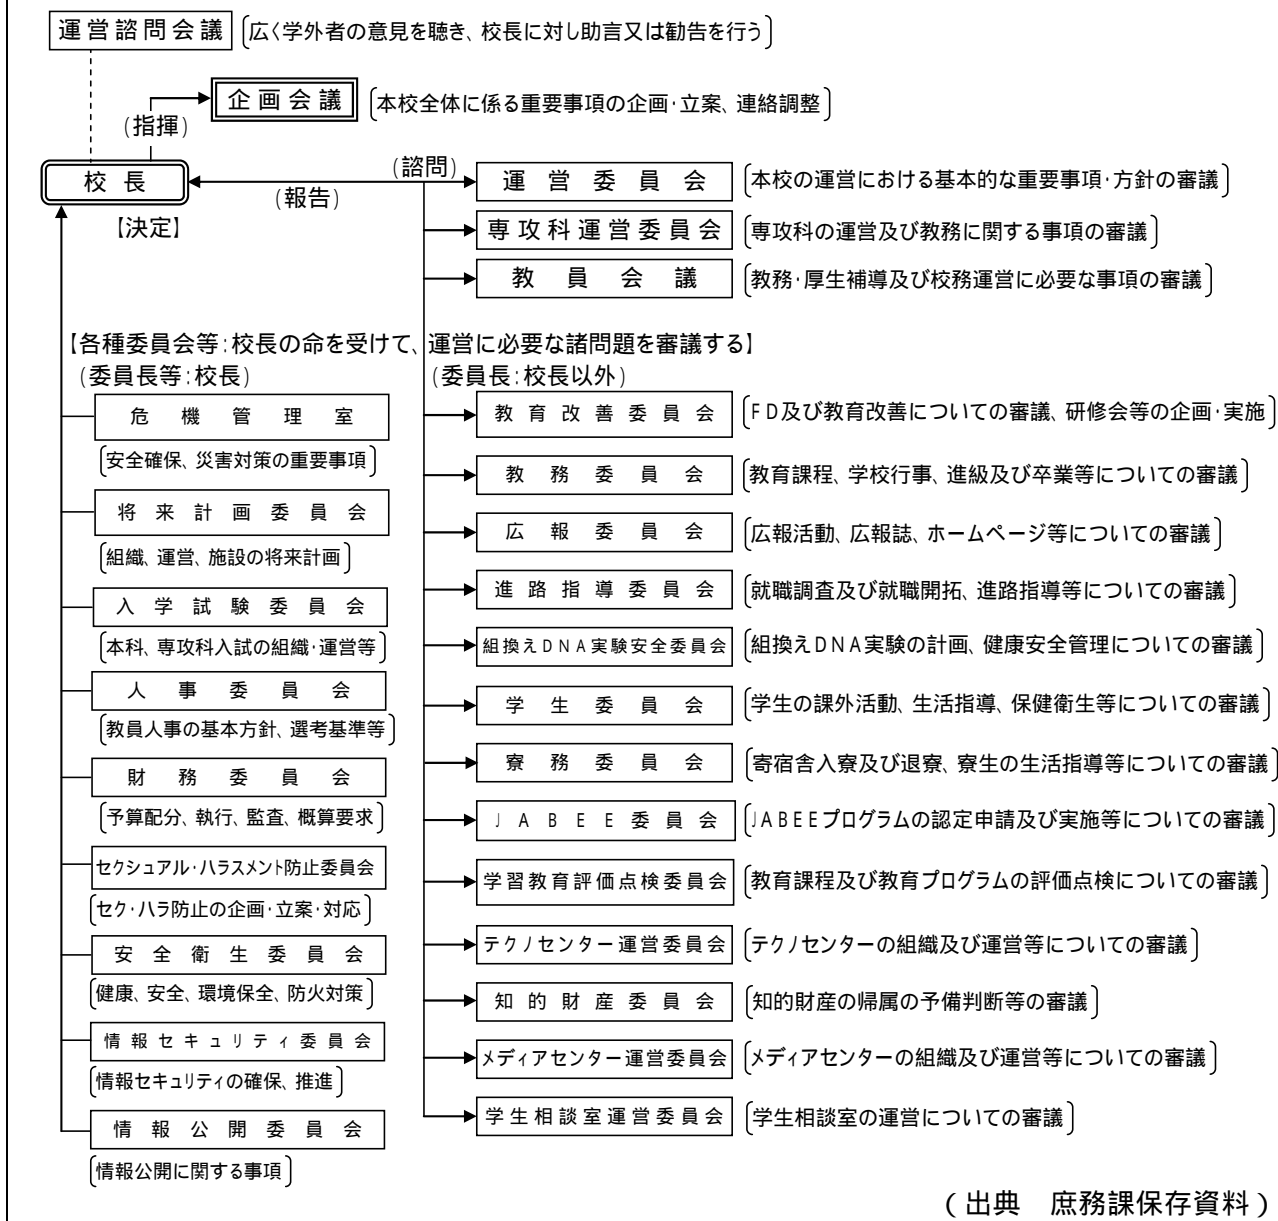 運営諮問会議 〔広く学外者の意見を聴き、校長に対し助言又は勧告を行う〕
企画会議 〔本校全体に係る重要事項の企画・立案、連絡調整〕
(指揮)
校長
【決定】
(報告)
(諮問)
運営委員会 〔本校の運営における基本的な重要事項・方針の審議〕
専攻科運営委員会 〔専攻科の運営及び教務に関する事項の審議〕
教員会議 〔教務・厚生補導及び校務運営に必要な事項の審議〕
【各種委員会等:校長の命を受けて、運営に必要な諸問題を審議する】
(委員長等:校長)
危機管理室
〔安全確保、災害対策の重要事項〕
将来計画委員会
〔組織、運営、施設の将来計画〕
入学試験委員会
〔本科、専攻科入試の組織・運営等〕
人事委員会
〔教員人事の基本方針、選考基準等〕
財務委員会
〔予算配分、執行、監査、概算要求〕
セクシュアル・ハラスメント防止委員会
〔セク・ハラ防止の企画・立案・対応〕
安全衛生委員会
〔健康、安全、環境保全、防火対策〕
情報セキュリティ委員会
〔情報セキュリティの確保、推進〕
情報公開委員会
〔情報公開に関する事項〕
(委員長:校長以外)
教育改善委員会 〔FD及び教育改善についての審議、研修会等の企画・実施〕
教務委員会 〔教育課程、学校行事、進級及び卒業等についての審議〕
広報委員会 〔広報活動、広報誌、ホームページ等についての審議〕
進路指導委員会 〔就職調査及び就職開拓、進路指導等についての審議〕
組換えDNA実験安全委員会 〔組換えDNA実験の計画、健康安全管理についての審議〕
学生委員会 〔学生の課外活動、生活指導、保健衛生等についての審議〕
寮務委員会 〔寄宿舎入寮及び退寮、寮生の生活指導等についての審議〕
JABEE委員会 〔JABEEプログラムの認定申請及び実施等についての審議〕
学習教育評価点検委員会 〔教育課程及び教育プログラムの評価点検についての審議〕
テクノセンター運営委員会 〔テクノセンターの組織及び運営等についての審議〕
知的財産委員会 〔知的財産の帰属の予備判断等の審議〕
メディアセンター運営委員会 〔メディアセンターの組織及び運営等についての審議〕
学生相談室運営委員会 〔学生相談室の運営についての審議〕
(出典 庶務課保存資料)